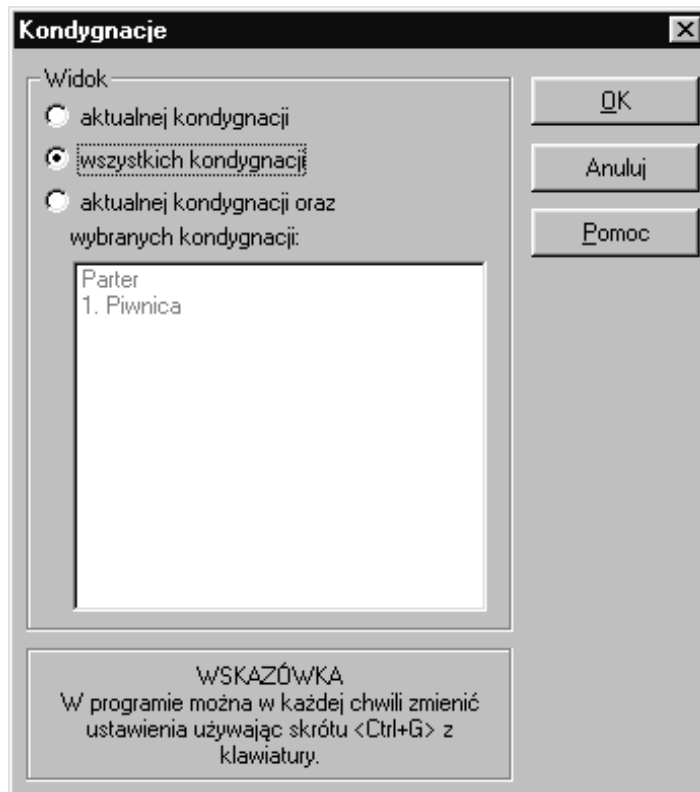 Kondygnacje
Widok
aktualnej kondygnacji
wszystkich kondygnacji
aktualnej kondygnacji oraz
wybranych kondygnacji:
Parter
1. Piwnica
OK
Anuluj
Pomoc
WSKAZÓWKA
W programie można w każdej chwili zmienić
ustawienia używając skrótu <Ctrl+G> z
klawiatury.